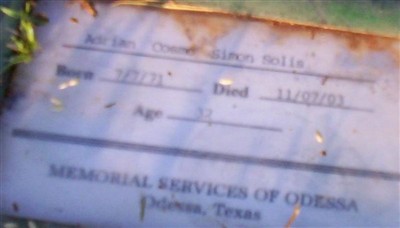 Adrian Cosme Simon Solis
Born 7/7/71 Died 11/07/03
Age 32
MEMORIAL SERVICES OF ODESSA
Odessa, Texas